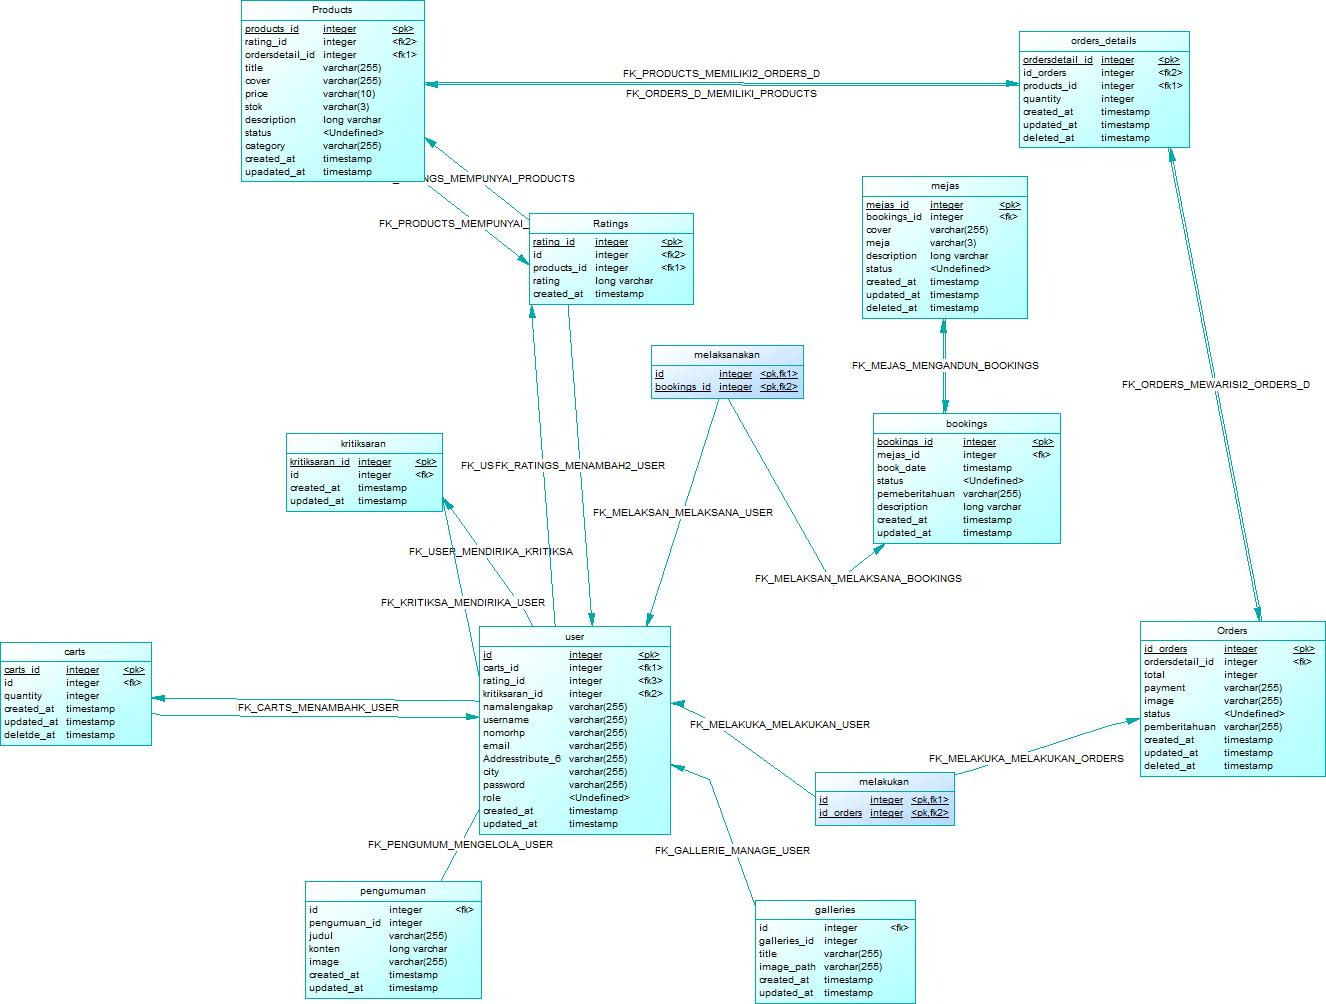 Products
products_id integer <pk>
rating_id integer <fk2>
ordersdetail_id integer <fk1>
title varchar(255)
cover varchar(255)
price varchar(10)
stok varchar(3)
description long varchar
status <Undefined>
category varchar(255)
created_at timestamp
upadated_at timestamp
FK_PRODUCTS_MEMILIKI2_ORDERS_D
FK_ORDERS_D_MEMILIKI_PRODUCTS
orders_details
ordersdetail_id integer <pk>
id_orders integer <fk2>
products_id integer <fk1>
quantity integer
created_at timestamp
updated_at timestamp
deleted_at timestamp
NGS_MEMPUNYAI_PRODUCTS
FK_PRODUCTS_MEMPUNYAI_
Ratings
rating_id integer <pk>
id integer <fk2>
products_id integer <fk1>
rating long varchar
created_at timestamp
mejas
mejas_id integer <pk>
bookings_id integer <fk>
cover varchar(255)
meja varchar(3)
description long varchar
status <Undefined>
created_at timestamp
updated_at timestamp
deleted_at timestamp
melaksanakan
id integer <pk,fk1>
bookings_id integer <pk,fk2>
FK_MEJAS_MENGANDUN_BOOKINGS
FK_ORDERS_MEWARISI2_ORDERS_D
bookings
bookings_id integer <pk>
mejas_id integer <fk>
book_date timestamp
status <Undefined>
pemeberitahuan varchar(255)
description long varchar
created_at timestamp
updated_at timestamp
kritiksaran
kritiksaran_id integer <pk>
id integer <fk>
created_at timestamp
updated_at timestamp
FK_USFK_RATINGS_MENAMBAH2_USER
FK_MELAKSAN_MELAKSANA_USER
FK_USER_MENDIRIKA_KRITIKSA
FK_MELAKSAN_MELAKSANA_BOOKINGS
FK_KRITIKSA_MENDIRIKA_USER
user
id integer <pk>
carts_id integer <fk1>
rating_id integer <fk3>
kritiksaran_id integer <fk2>
namalengakap varchar(255)
username varchar(255)
nomorhp varchar(255)
email varchar(255)
Addresstribute_6 varchar(255)
city varchar(255)
password varchar(255)
role <Undefined>
created_at timestamp
updated_at timestamp
carts
carts_id integer <pk>
id integer <fk>
quantity integer
created_at timestamp
updated_at timestamp
deletde_at timestamp
FK_CARTS_MENAMBAHK_USER
Orders
id_orders integer <pk>
ordersdetail_id integer <fk>
total integer
payment varchar(255)
image varchar(255)
status <Undefined>
pemberitahuan varchar(255)
created_at timestamp
updated_at timestamp
deleted_at timestamp
FK_MELAKUKA_MELAKUKAN_USER
FK_MELAKUKA_MELAKUKAN_ORDERS
melakukan
id integer <pk,fk1>
id_orders integer <pk,fk2>
FK_PENGUMUM_MENGELOLA_USER
FK_GALLERIE_MANAGE_USER
pengumuman
id integer <fk>
pengumuan_id integer
judul varchar(255)
konten long varchar
image varchar(255)
created_at timestamp
updated_at timestamp
galleries
id integer <fk>
galleries_id integer
title varchar(255)
image_path varchar(255)
created_at timestamp
updated_at timestamp